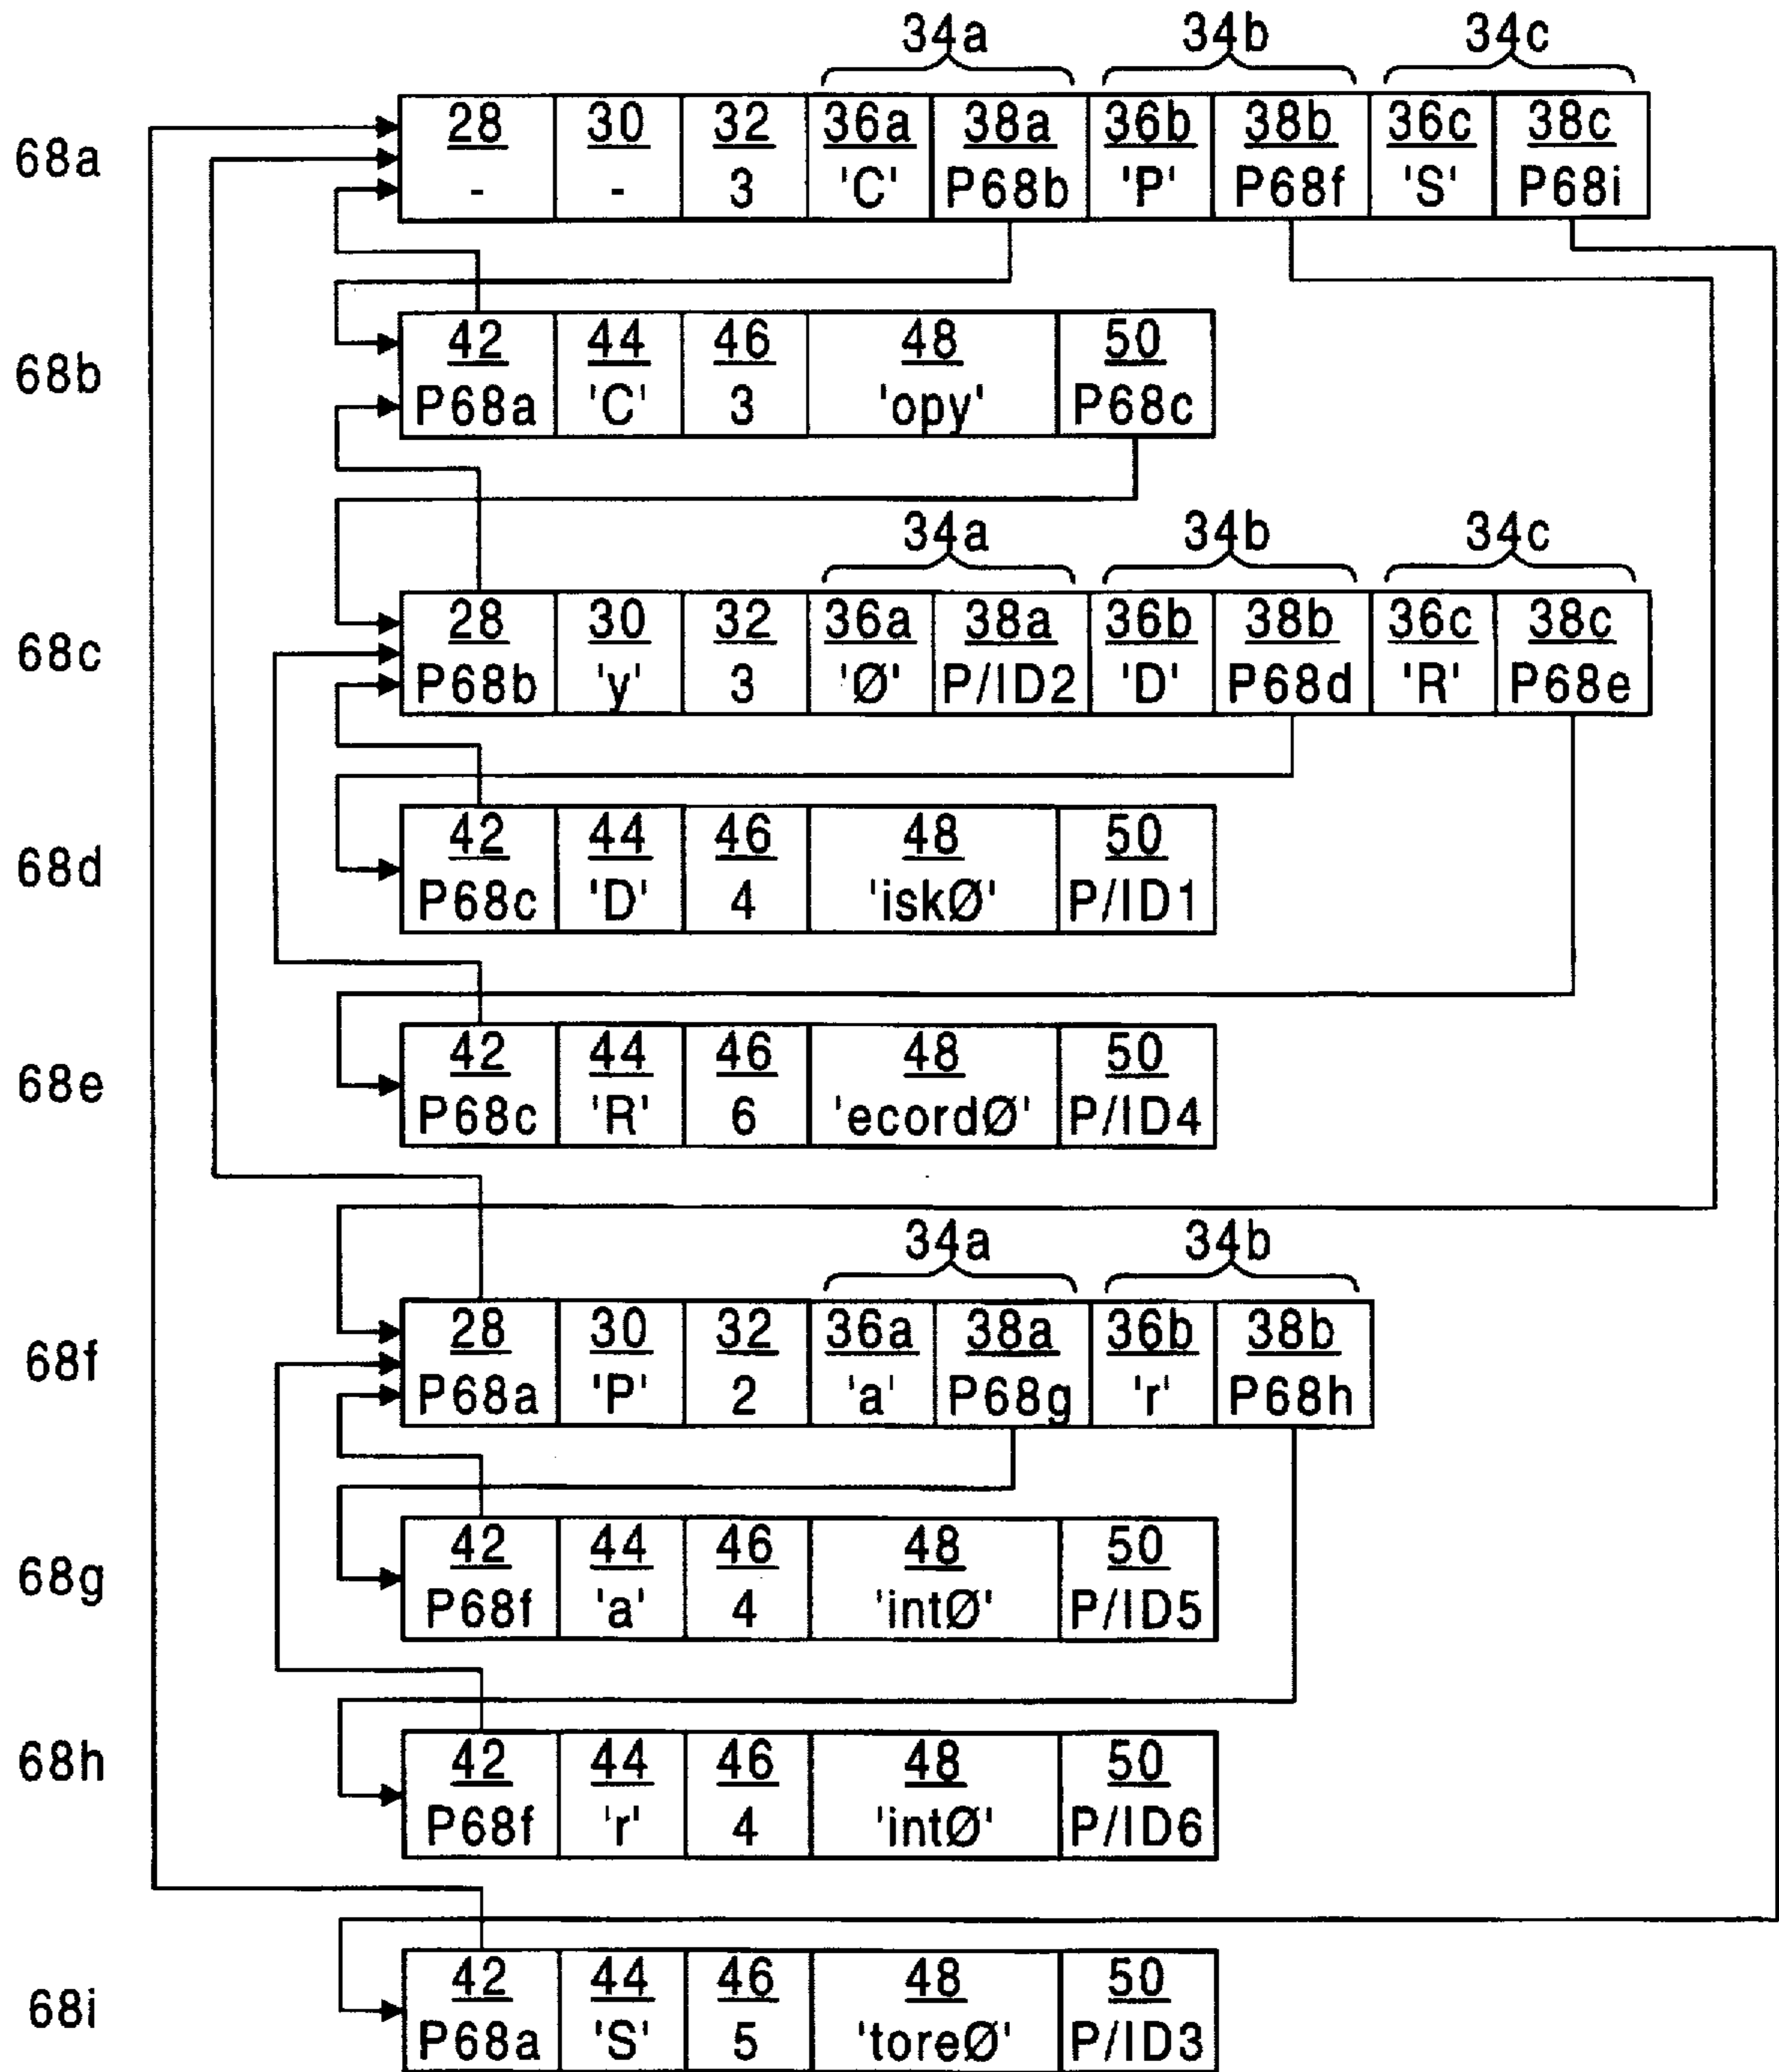 34a 34b 34c
68a
28 30 32 36a 38a 36b 38b 36c 38c
- - 3 'C' P68b 'P' P68f 'S' P68i
68b
42 44 46 48 50
P68a 'C' 3 'opy' P68c
34a 34b 34c
68c
28 30 32 36a 38a 36b 38b 36c 38c
P68b 'y' 3 'Ø' P/ID2 'D' P68d 'R' P68e
68d
42 44 46 48 50
P68c 'D' 4 'iskØ' P/ID1
68e
42 44 46 48 50
P68c 'R' 6 'ecordØ' P/ID4
34a 34b
68f
28 30 32 36a 38a 36b 38b
P68a 'P' 2 'a' P68g 'r' P68h
68g
42 44 46 48 50
P68f 'a' 4 'intØ' P/ID5
68h
42 44 46 48 50
P68f 'r' 4 'intØ' P/ID6
68i
42 44 46 48 50
P68a 'S' 5 'toreØ' P/ID3